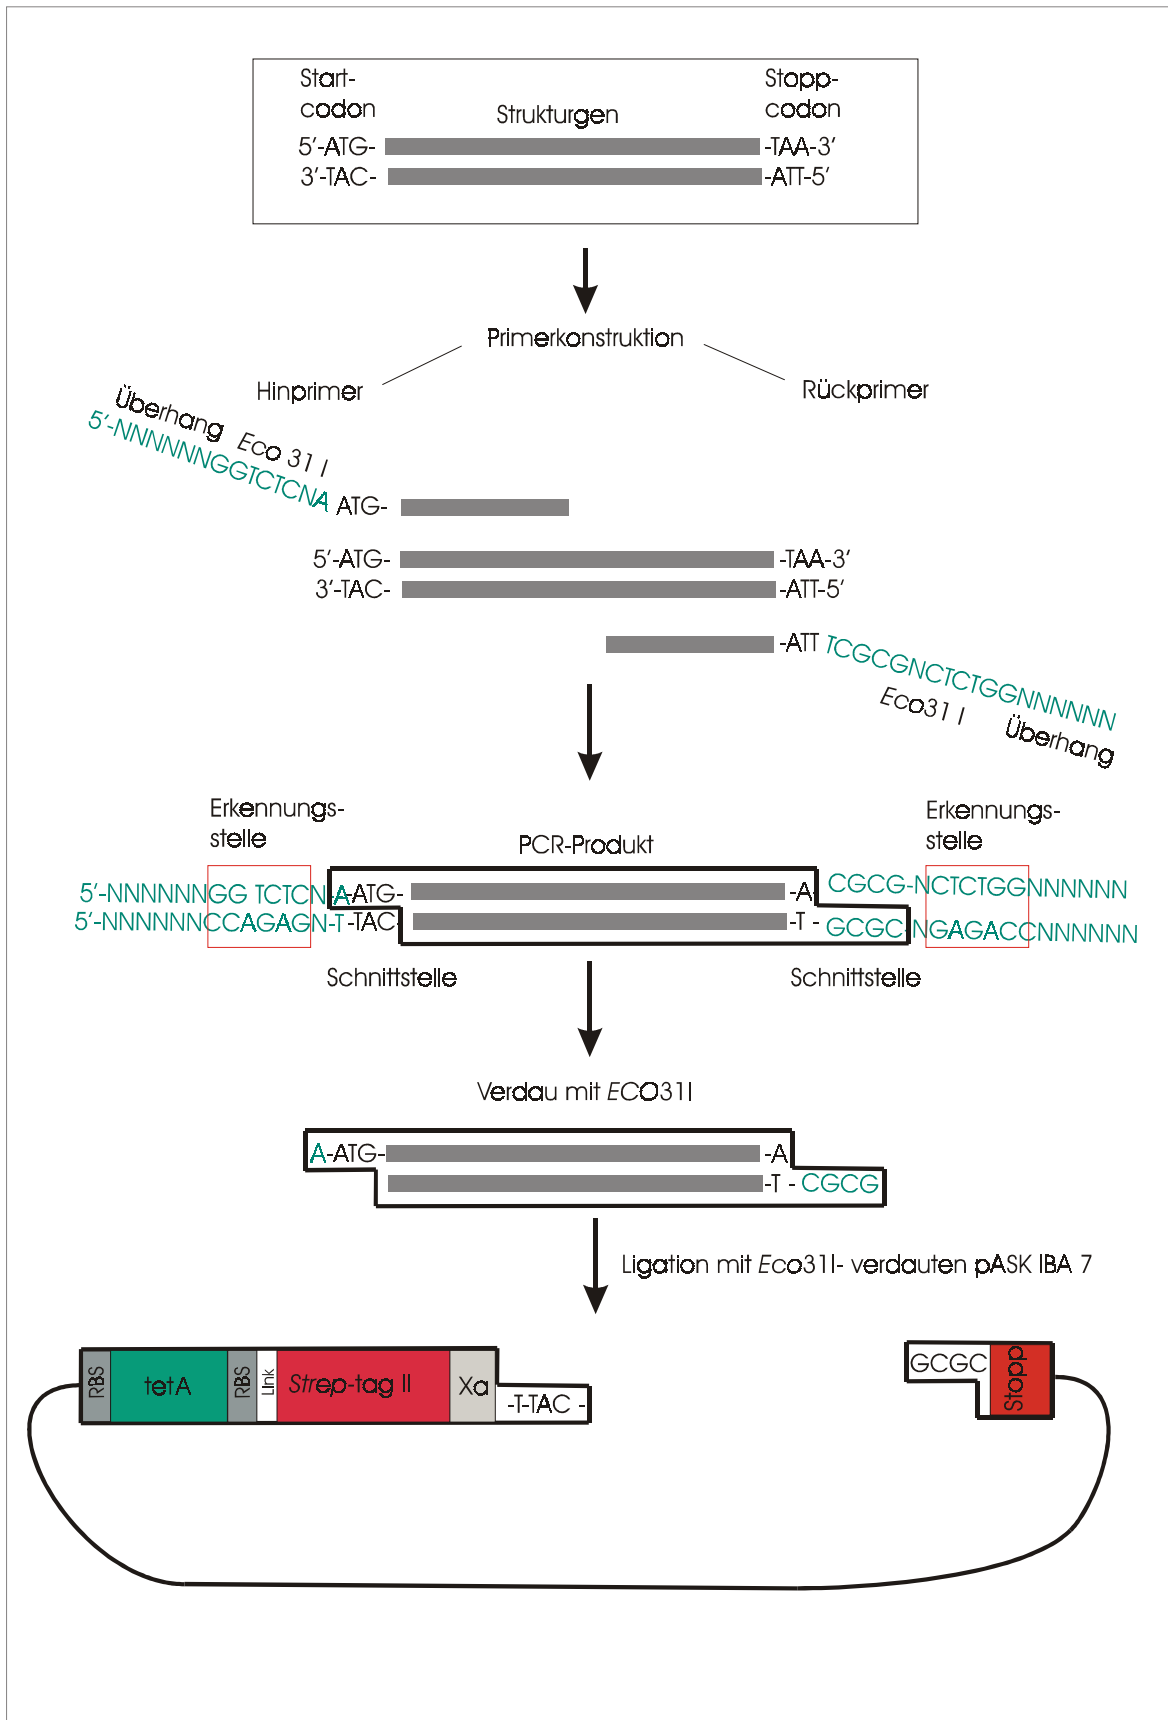 Start-
codon
Strukturgen
Stopp-
codon
5'-ATG-
-TAA-3'
3'-TAC-
-ATT-5'
Primerkonstruktion
Hinprimer
Rückprimer
Überhang Eco 31 I
5'-NNNNNNGGTCTCNA
ATG-
5'-ATG-
-TAA-3'
3'-TAC-
-ATT-5'
-ATT
TCGCGNCTCTGGNNNNNN
Eco31 I
Überhang
Erkennungs-
stelle
PCR-Produkt
Erkennungs-
stelle
5'-NNNNNNGG TCTCN-A-ATG-
-A-
CGCG-NCTCTGGNNNNNN
5'-NNNNNNCCAGAGN-T-TAC-
-T -
GCGC-NGAGACCNNNNNN
Schnittstelle
Schnittstelle
Verdau mit ECO31I
A-ATG-
-A
-T - CGCG
Ligation mit Eco31I- verdauten pASK IBA 7
RBS
tetA
RBS
Link
Strep-tag II
Xa
-T-TAC -
GCGC
Stopp